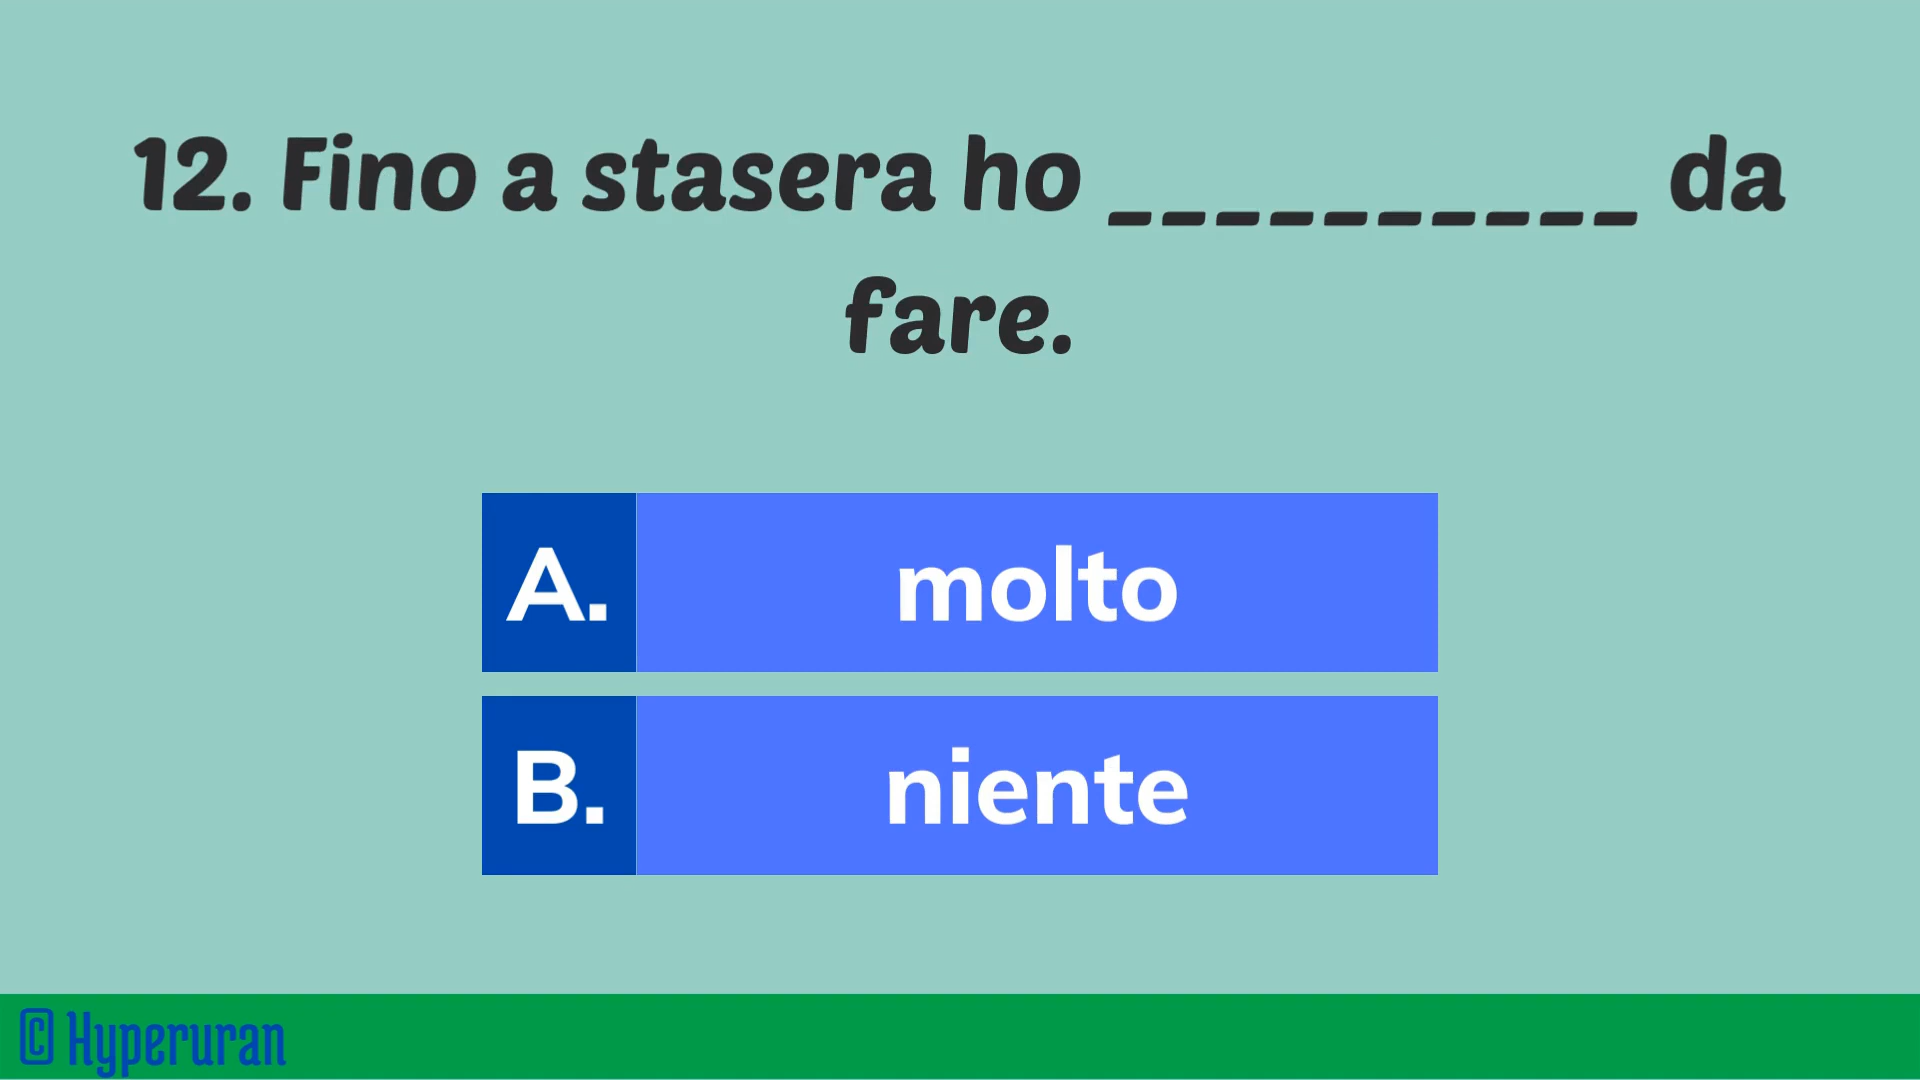 12. Fino a stasera ho __________ da
fare.
A. molto
B. niente
© Hyperuran